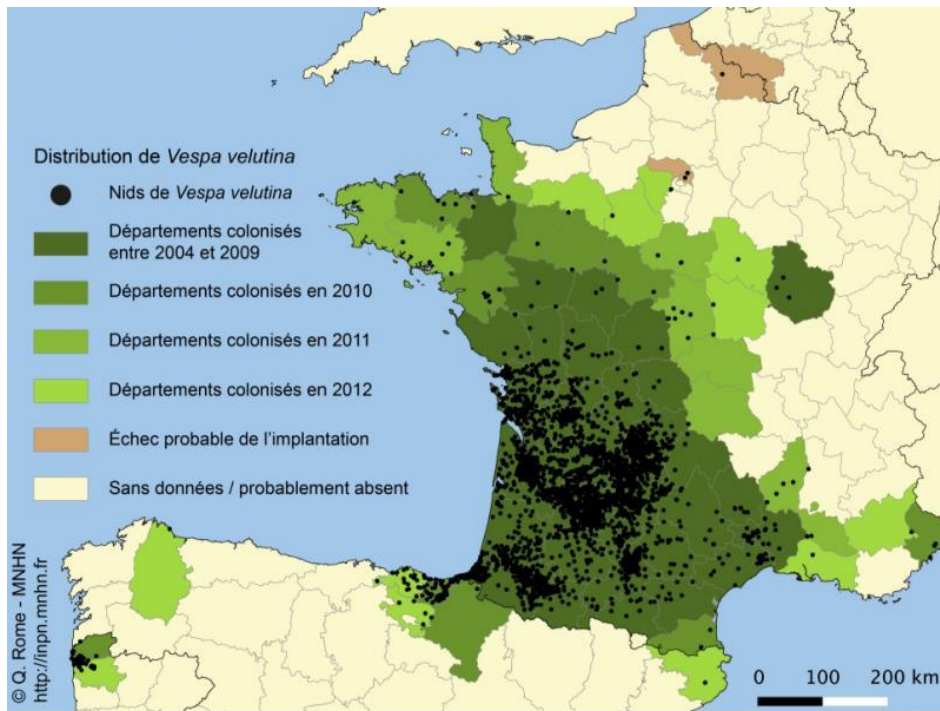 Distribution de Vespa velutina
Nids de Vespa velutina
Départements colonisés
entre 2004 et 2009
Départements colonisés en 2010
Départements colonisés en 2011
Départements colonisés en 2012
Échec probable de l'implantation
Sans données / probablement absent
© Q. Rome - MNHN
http://inpn.mnhn.fr
0 100 200 km